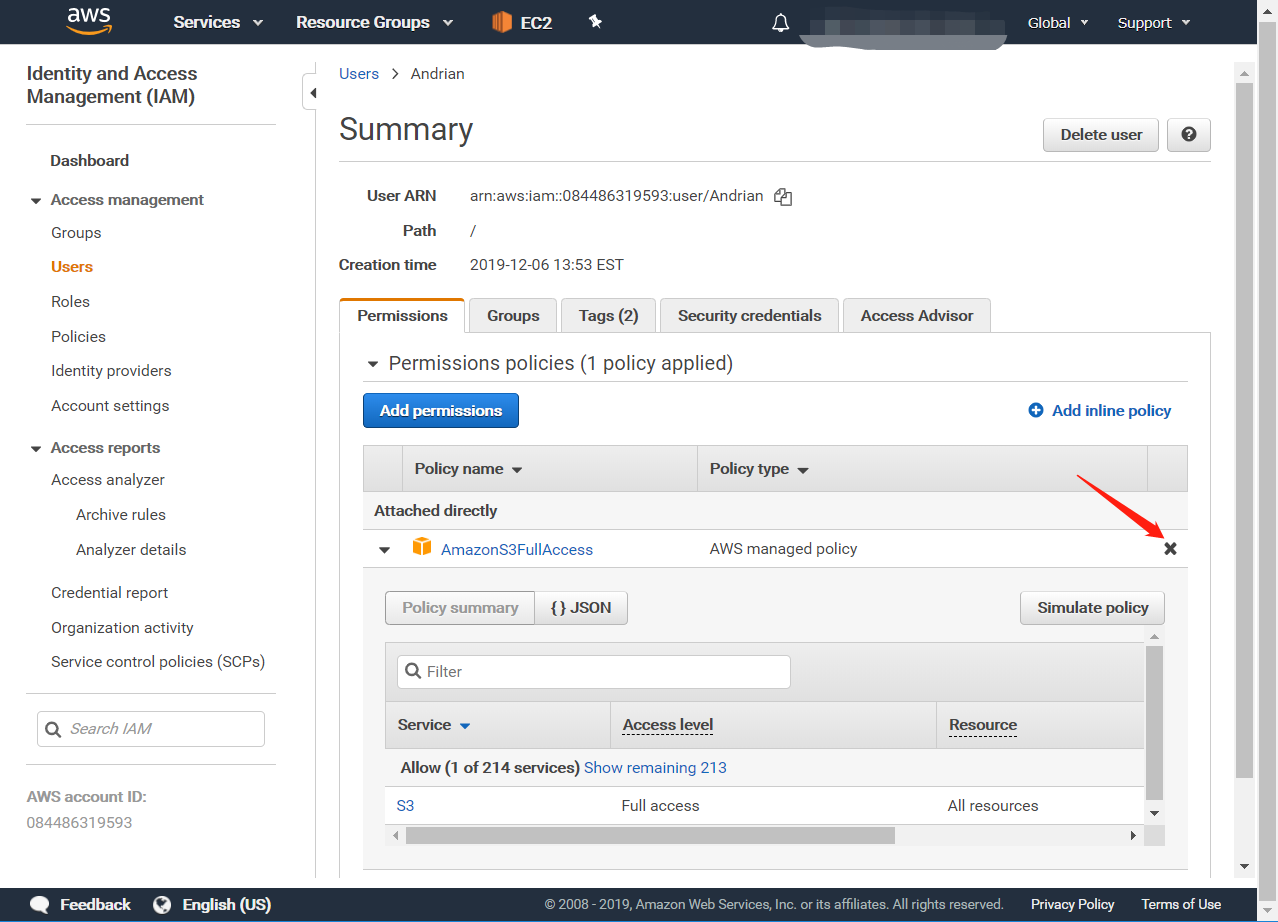 aws Services Resource Groups EC2 Global Support
Identity and Access
Management (IAM)
Dashboard
Access management
Groups
Users
Roles
Policies
Identity providers
Account settings
Access reports
Access analyzer
Archive rules
Analyzer details
Credential report
Organization activity
Service control policies (SCPs)
Search IAM
AWS account ID:
084486319593
Users > Andrian
Summary
Delete user ?
User ARN arn:aws:iam::084486319593:user/Andrian
Path /
Creation time 2019-12-06 13:53 EST
Permissions Groups Tags (2) Security credentials Access Advisor
Permissions policies (1 policy applied)
Add permissions Add inline policy
Policy name Policy type
Attached directly
AmazonS3FullAccess AWS managed policy
Policy summary { } JSON Simulate policy
Filter
Service Access level Resource
Allow (1 of 214 services) Show remaining 213
S3 Full access All resources
Feedback English (US) © 2008 - 2019, Amazon Web Services, Inc. or its affiliates. All rights reserved. Privacy Policy Terms of Use